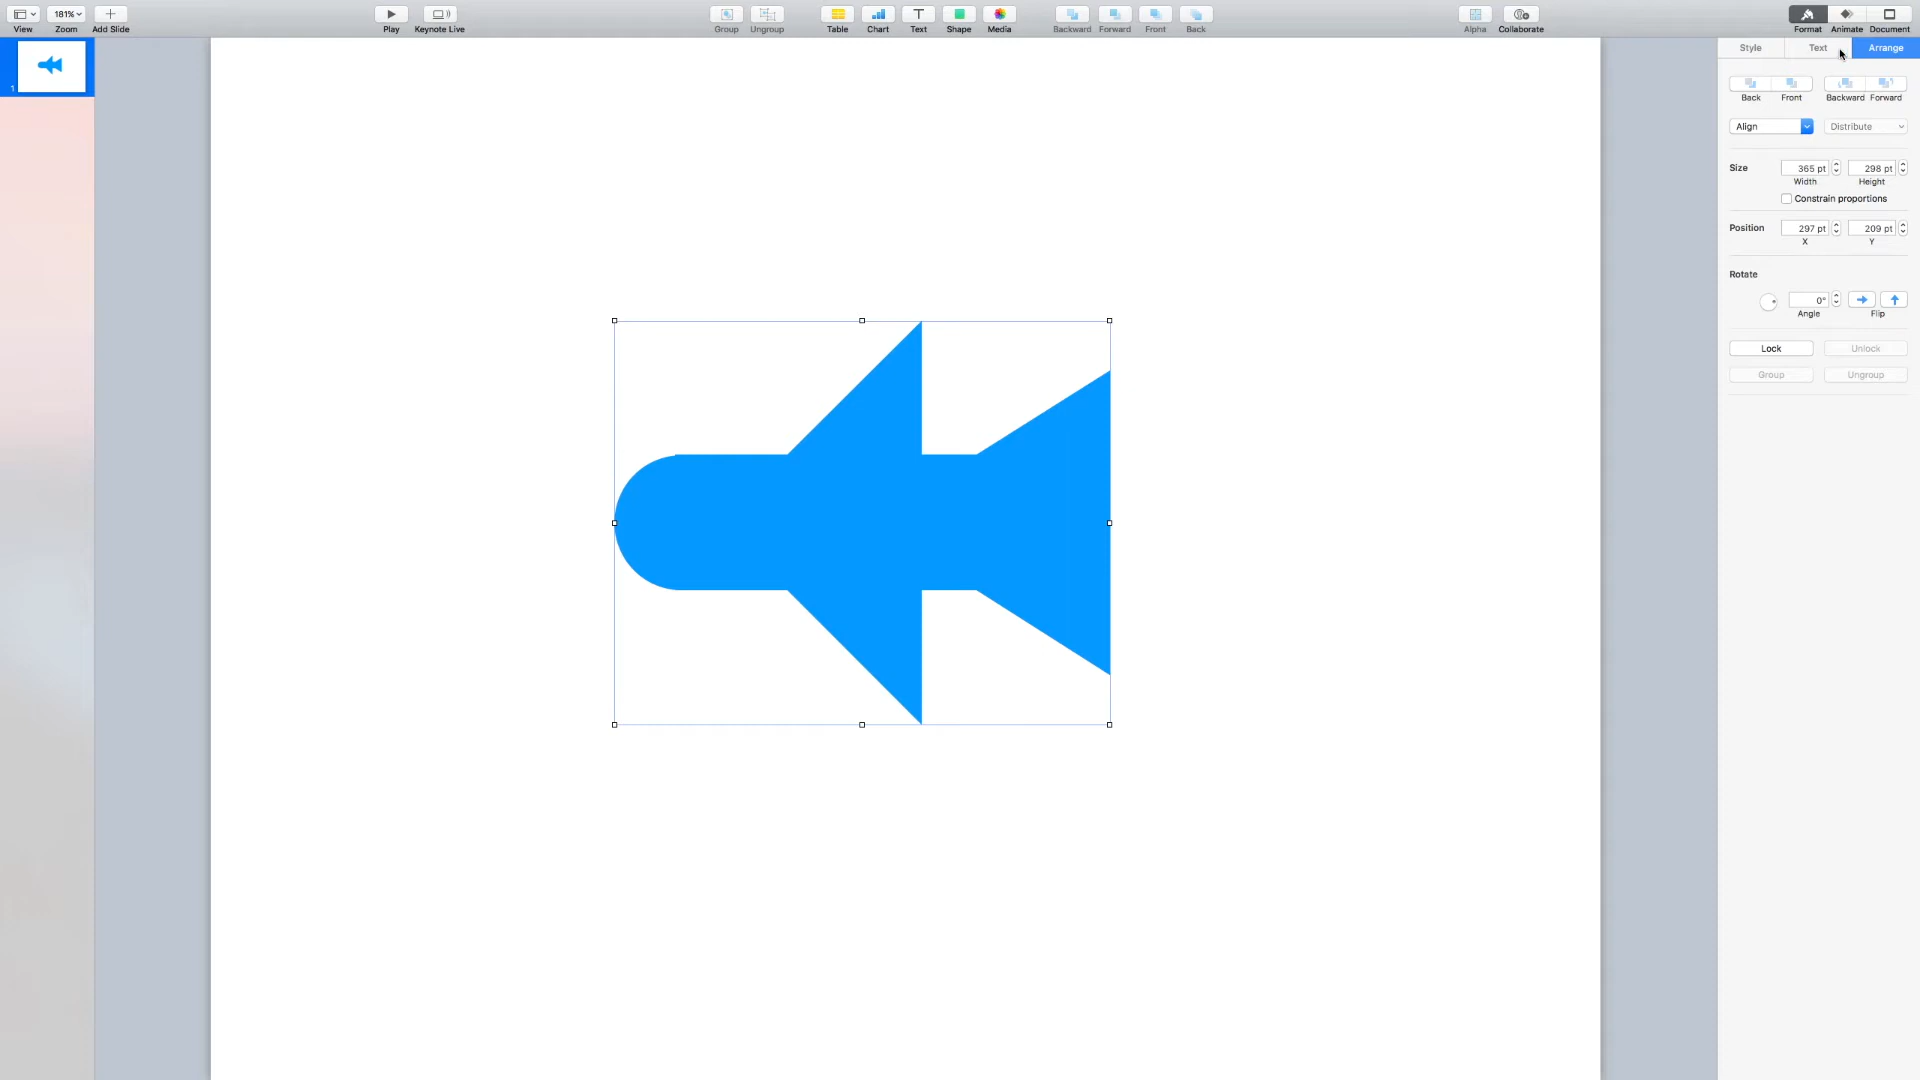 181%
View
Zoom
Add Slide
Play
Keynote Live
Group
Ungroup
Table
Chart
Text
Shape
Media
Backward
Forward
Front
Back
Alpha
Collaborate
Format
Animate
Document
1
Style
Text
Arrange
Back
Front
Backward
Forward
Align
Distribute
Size
365 pt
298 pt
Width
Height
Constrain proportions
Position
297 pt
209 pt
X
Y
Rotate
0°
Angle
Flip
Lock
Unlock
Group
Ungroup